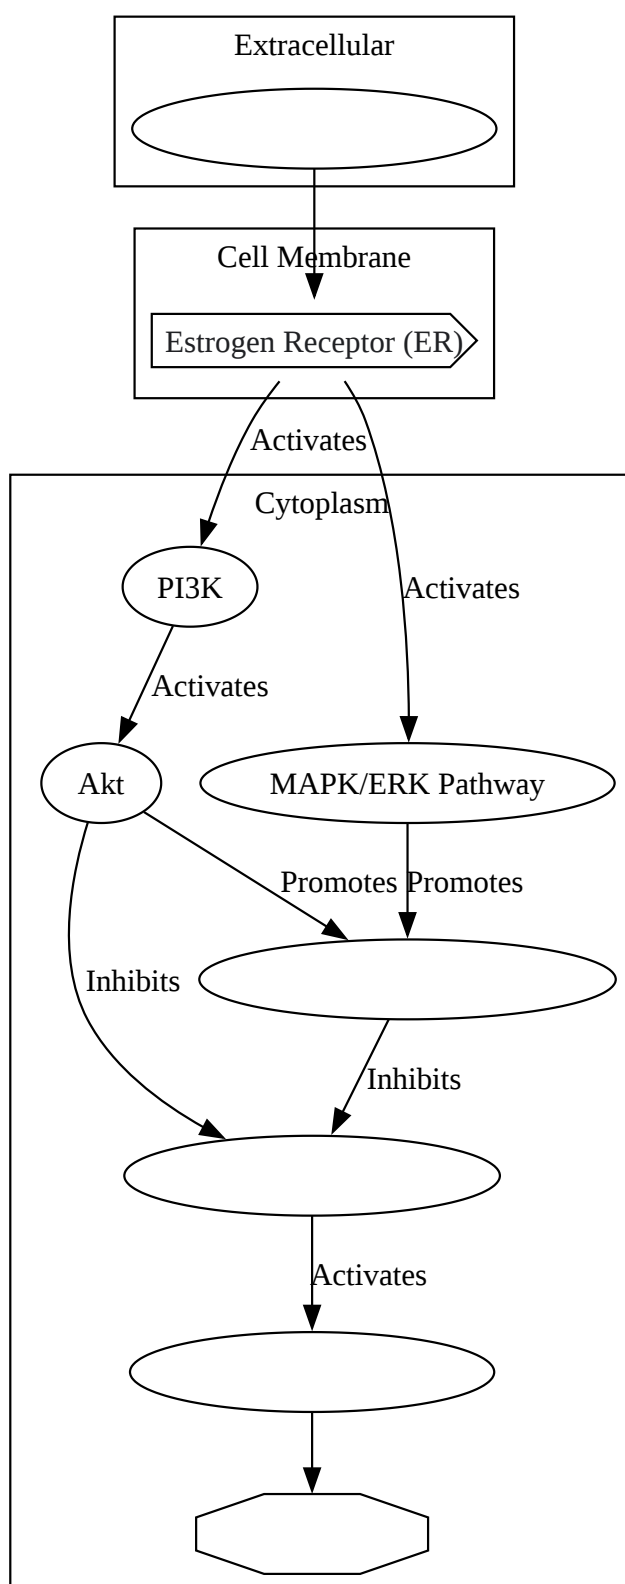 Extracellular
Cell Membrane
Estrogen Receptor (ER)
Activates
Cytoplasm
PI3K
Activates
Activates
Akt
MAPK/ERK Pathway
Promotes
Promotes
Inhibits
Inhibits
Activates